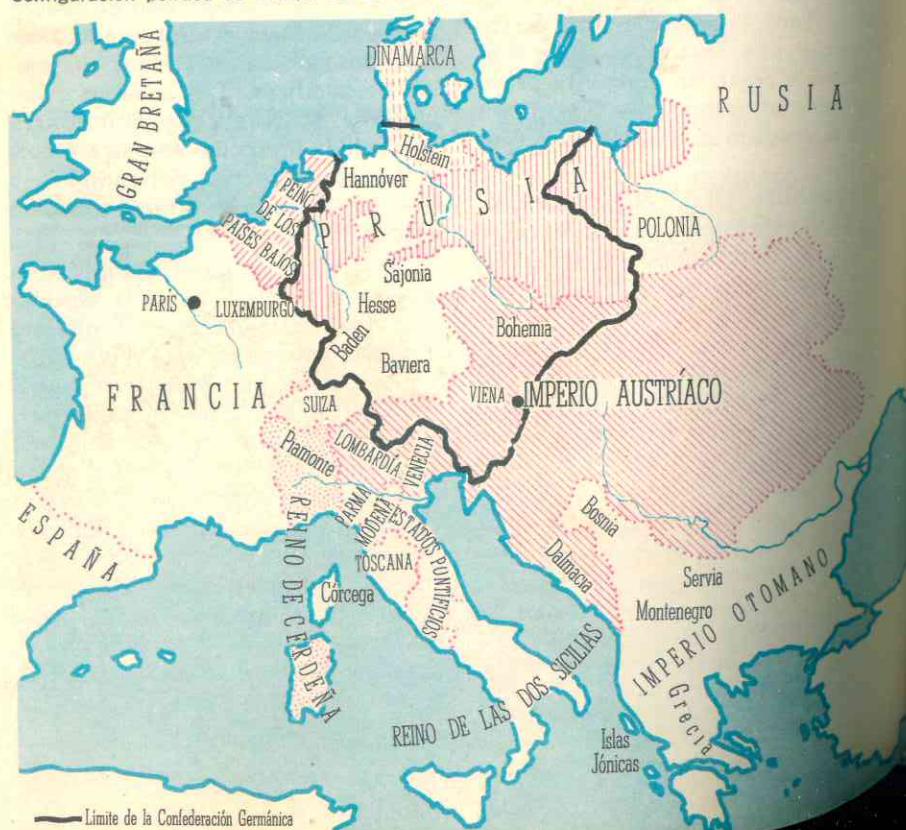 DINAMARCA
RUSIA
GRAN BRETAÑA
Holstein
Hannóver
REINO
DE LOS
PAÍSES BAJOS
PRUSIA
POLONIA
Sajonia
PARÍS
LUXEMBURGO
Hesse
Bohemia
Baden
Baviera
FRANCIA
SUIZA
VIENA
IMPERIO AUSTRÍACO
Piamonte
LOMBARDÍA
VENECIA
PARMA
MODENA
ESTADOS PONTIFICIOS
TOSCANA
REINO DE CERDEÑA
Córcega
ESPAÑA
Bosnia
Dalmacia
Servia
Montenegro
IMPERIO OTOMANO
Grecia
REINO DE LAS DOS SICILIAS
Islas
Jónicas
Límite de la Confederación Germánica